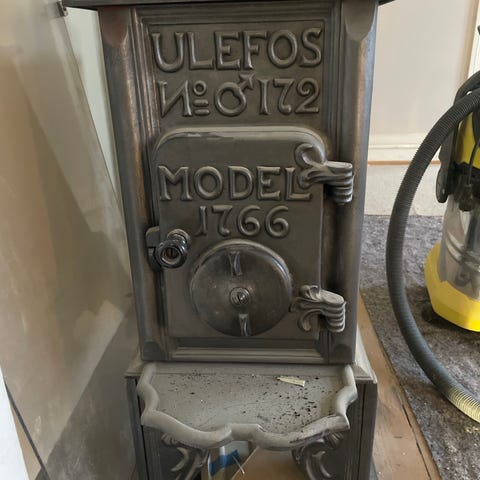 ULEFOS
No ♂ 172
MODEL
1766